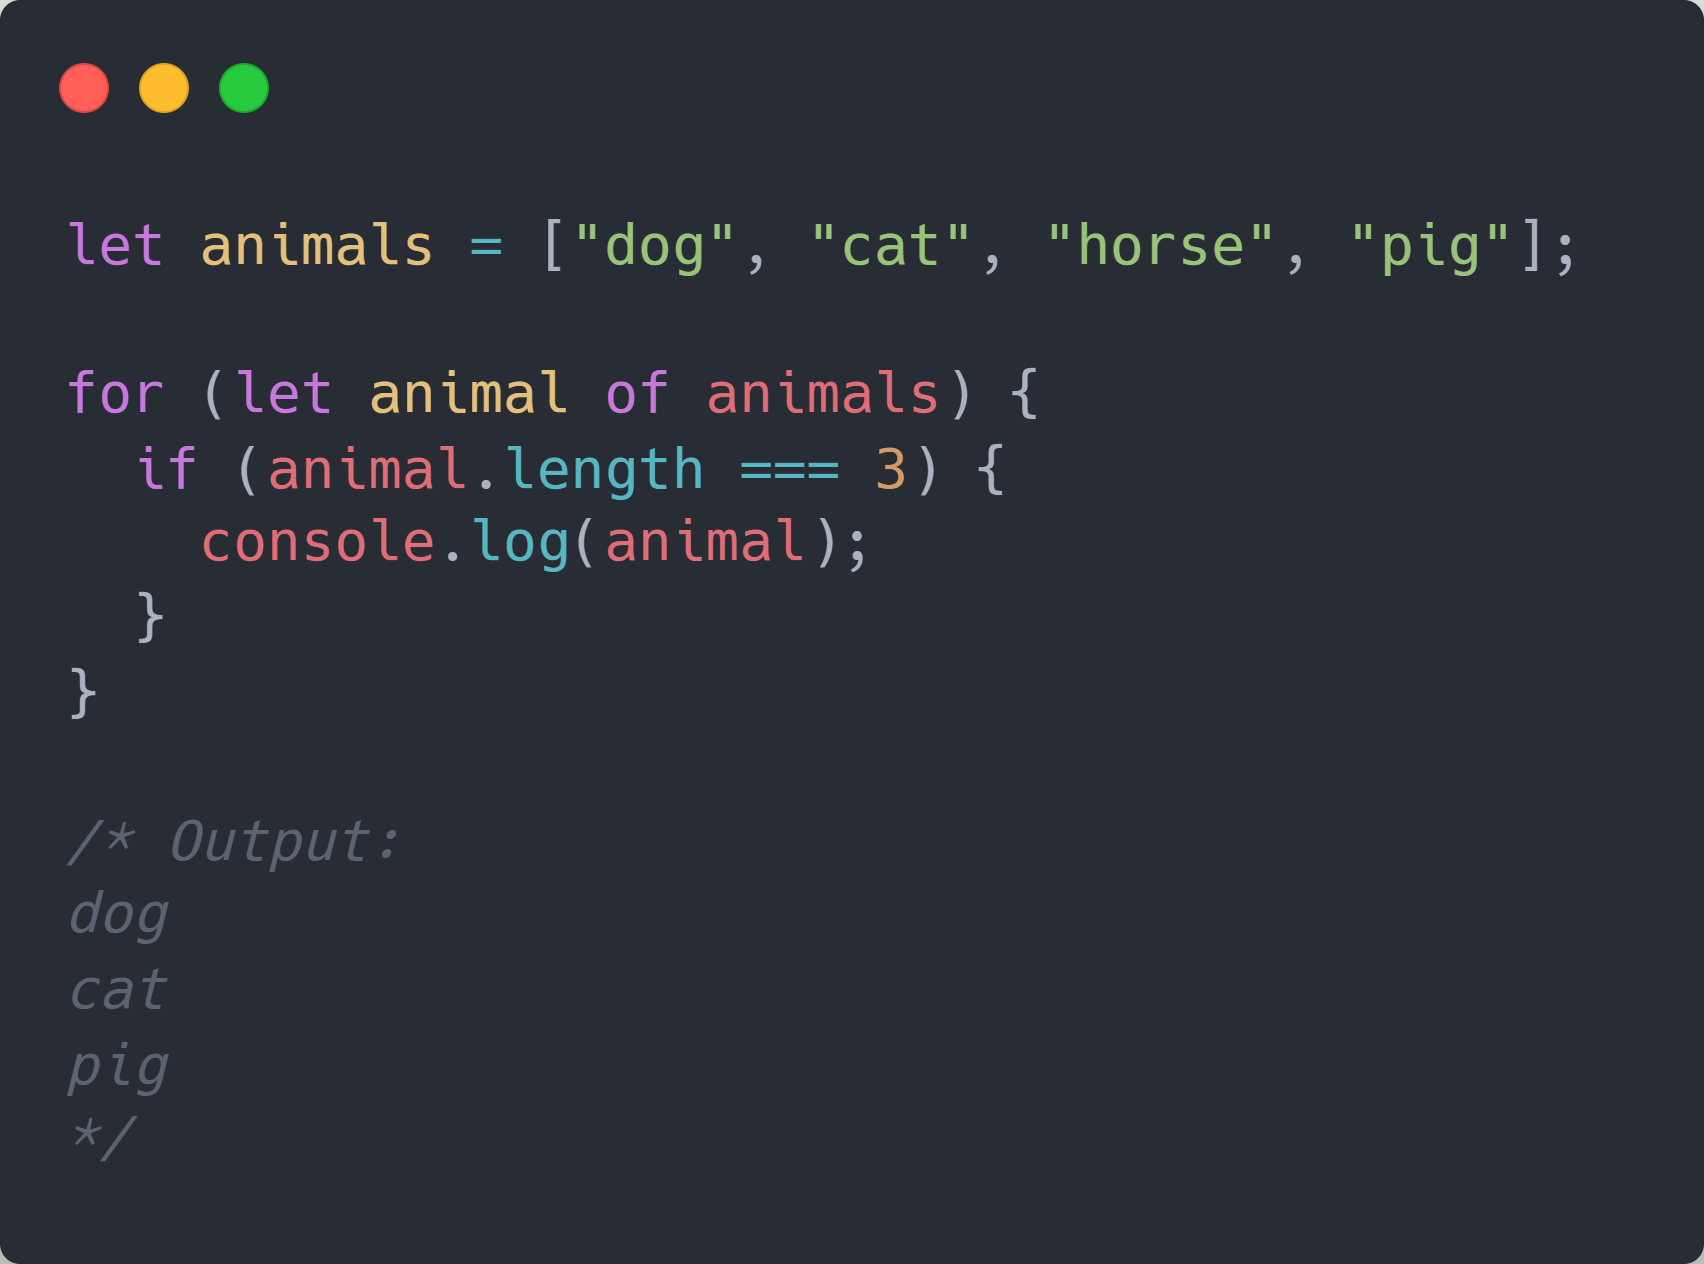 let animals = ["dog", "cat", "horse", "pig"];
for (let animal of animals) {
  if (animal.length === 3) {
    console.log(animal);
  }
}
/* Output:
dog
cat
pig
*/